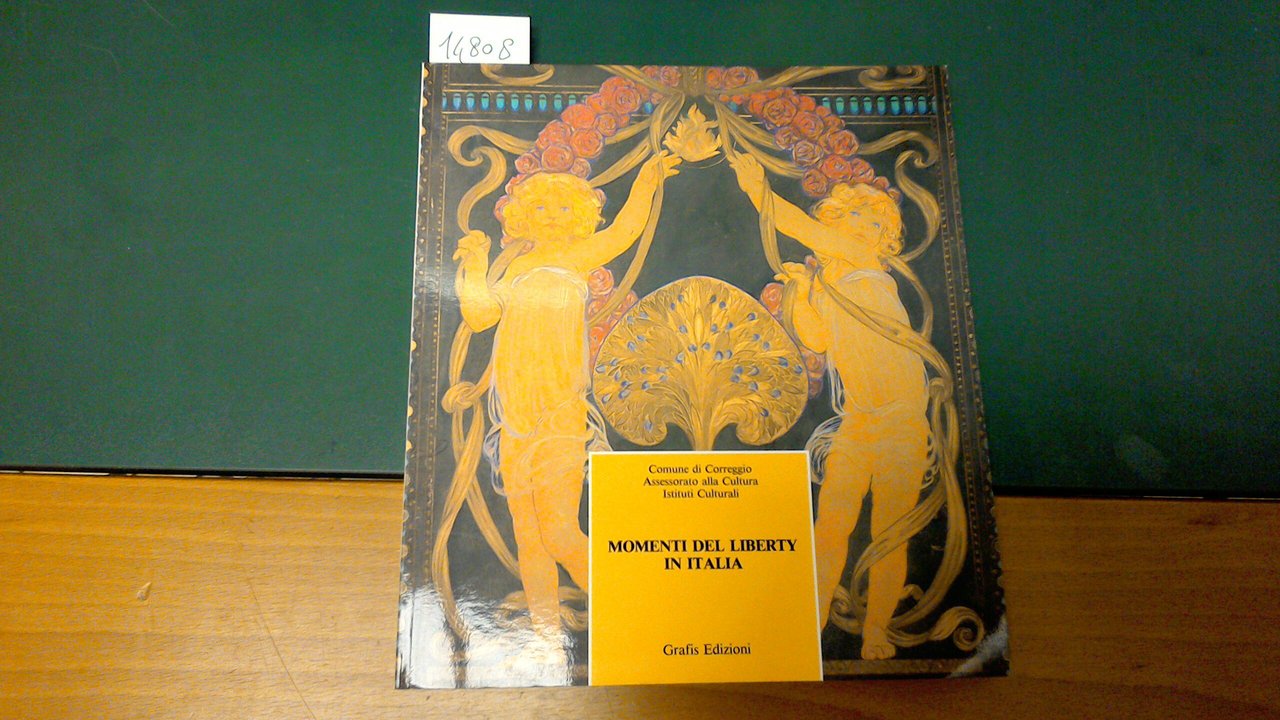 14808
Comune di Correggio
Assessorato alla Cultura
Istituti Culturali
MOMENTI DEL LIBERTY
IN ITALIA
Grafis Edizioni